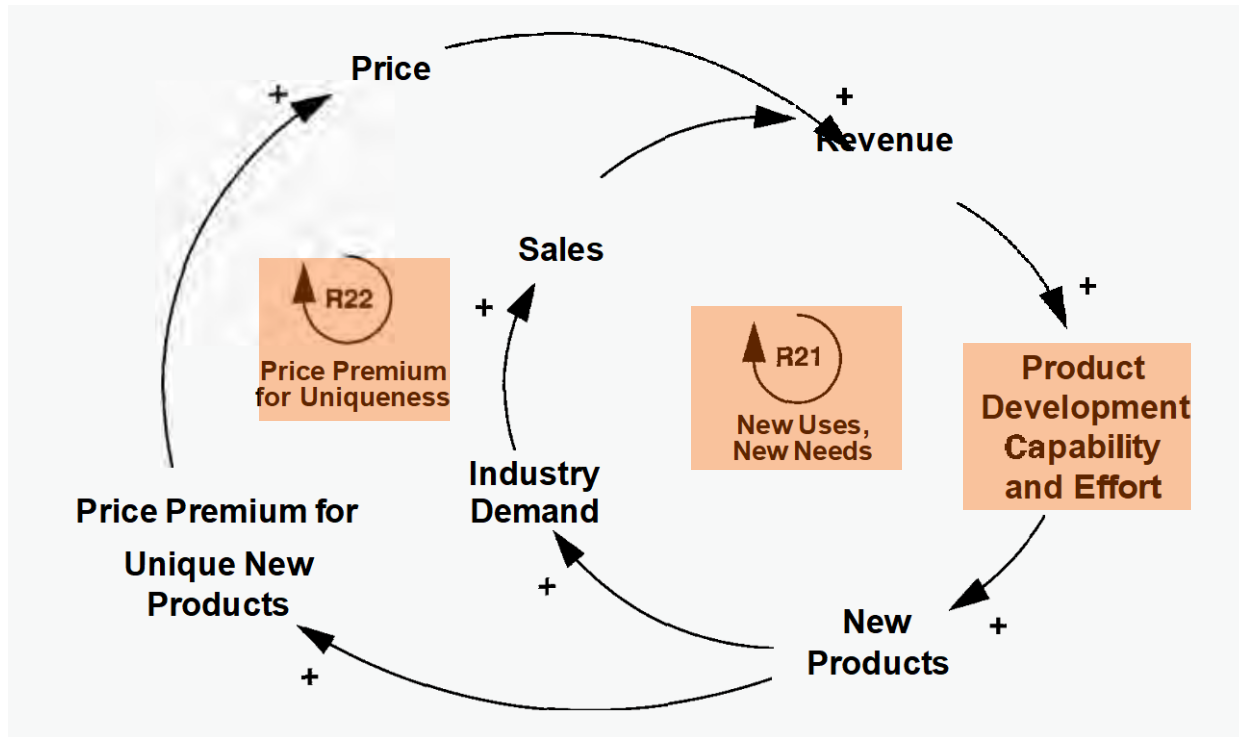 Price
+
+
Revenue
Sales
+
+
R22
Price Premium
for Uniqueness
R21
New Uses,
New Needs
Product
Development
Capability
and Effort
Industry
Demand
Price Premium for
Unique New
Products
+
New
Products
+
+